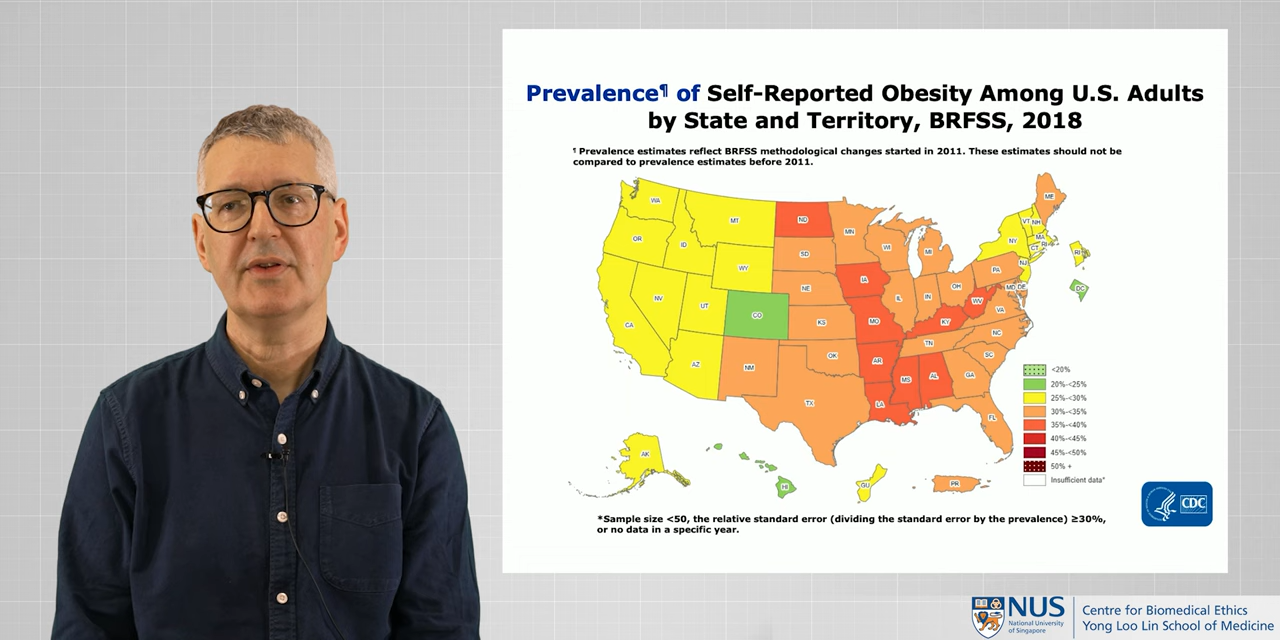 Prevalence¶ of Self-Reported Obesity Among U.S. Adults
by State and Territory, BRFSS, 2018
¶ Prevalence estimates reflect BRFSS methodological changes started in 2011. These estimates should not be
compared to prevalence estimates before 2011.
WA
MT
ND
MN
ME
OR
ID
SD
WI
MI
NY
VT
NH
MA
CT
RI
RI
WY
NE
IA
PA
NJ
DC
NV
UT
CO
KS
IL
IN
OH
MD
DE
WV
VA
CA
MO
KY
NC
AZ
NM
OK
AR
TN
SC
TX
LA
MS
AL
GA
FL
AK
HI
GU
PR
<20%
20%-<25%
25%-<30%
30%-<35%
35%-<40%
40%-<45%
45%-<50%
50% +
Insufficient data*
CDC
*Sample size <50, the relative standard error (dividing the standard error by the prevalence) ≥30%,
or no data in a specific year.
NUS
National University
of Singapore
Centre for Biomedical Ethics
Yong Loo Lin School of Medicine